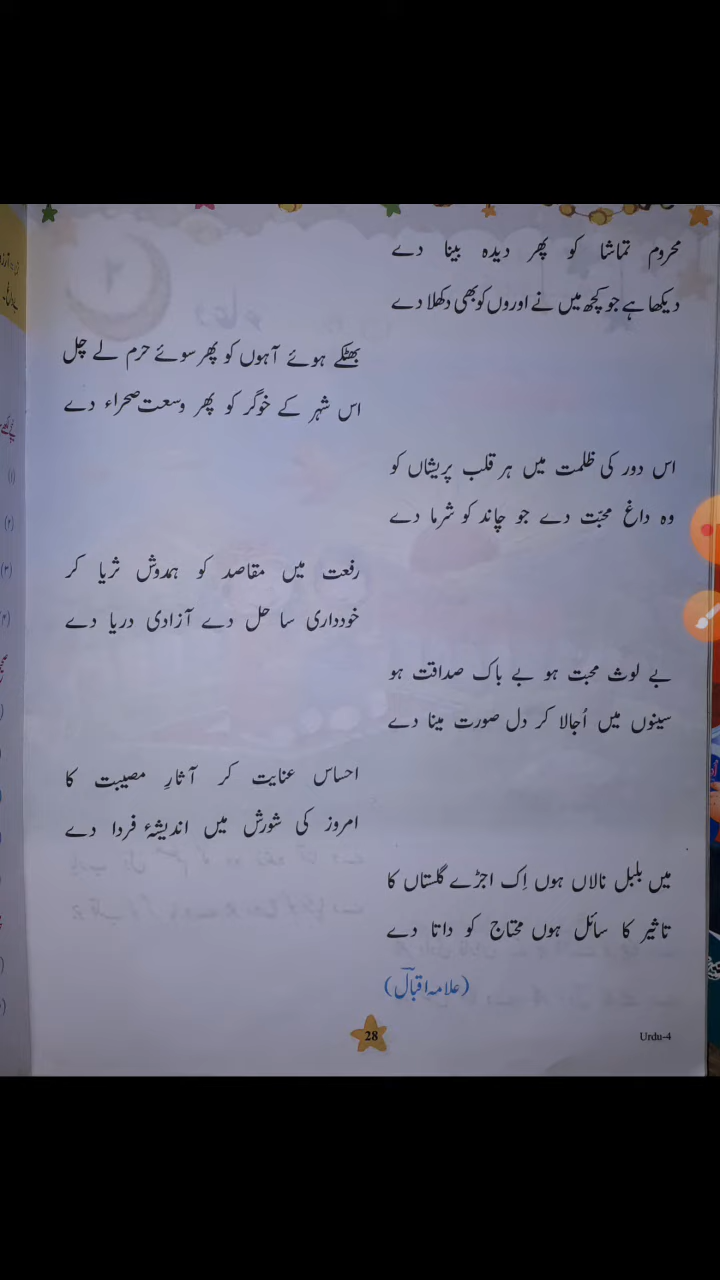 محروم تماشا کو پھر دیدہ بینا دے
دیکھا ہے جو کچھ میں نے اوروں کو بھی دکھلا دے
بھٹکے ہوئے آہوں کو پھر سوئے حرم لے چل
اس شہر کے خوگر کو پھر وسعت صحراء دے
اس دور کی ظلمت میں ہر قلب پریشاں کو
وہ داغ محبّت دے جو چاند کو شرما دے
رفعت میں مقاصد کو ہمدوش ثریا کر
خودداری سا حل دے آزادی دریا دے
بے لوث محبت ہو بے باک صداقت ہو
سینوں میں اُجالا کر دل صورت مینا دے
احساس عنایت کر آثارِ مصیبت کا
امروز کی شورش میں اندیشۂ فردا دے
میں بلبل نالاں ہوں اِک اجڑے گلستاں کا
تاثیر کا سائل ہوں محتاج کو داتا دے
(علامہ اقبالؔ)
28
Urdu-4